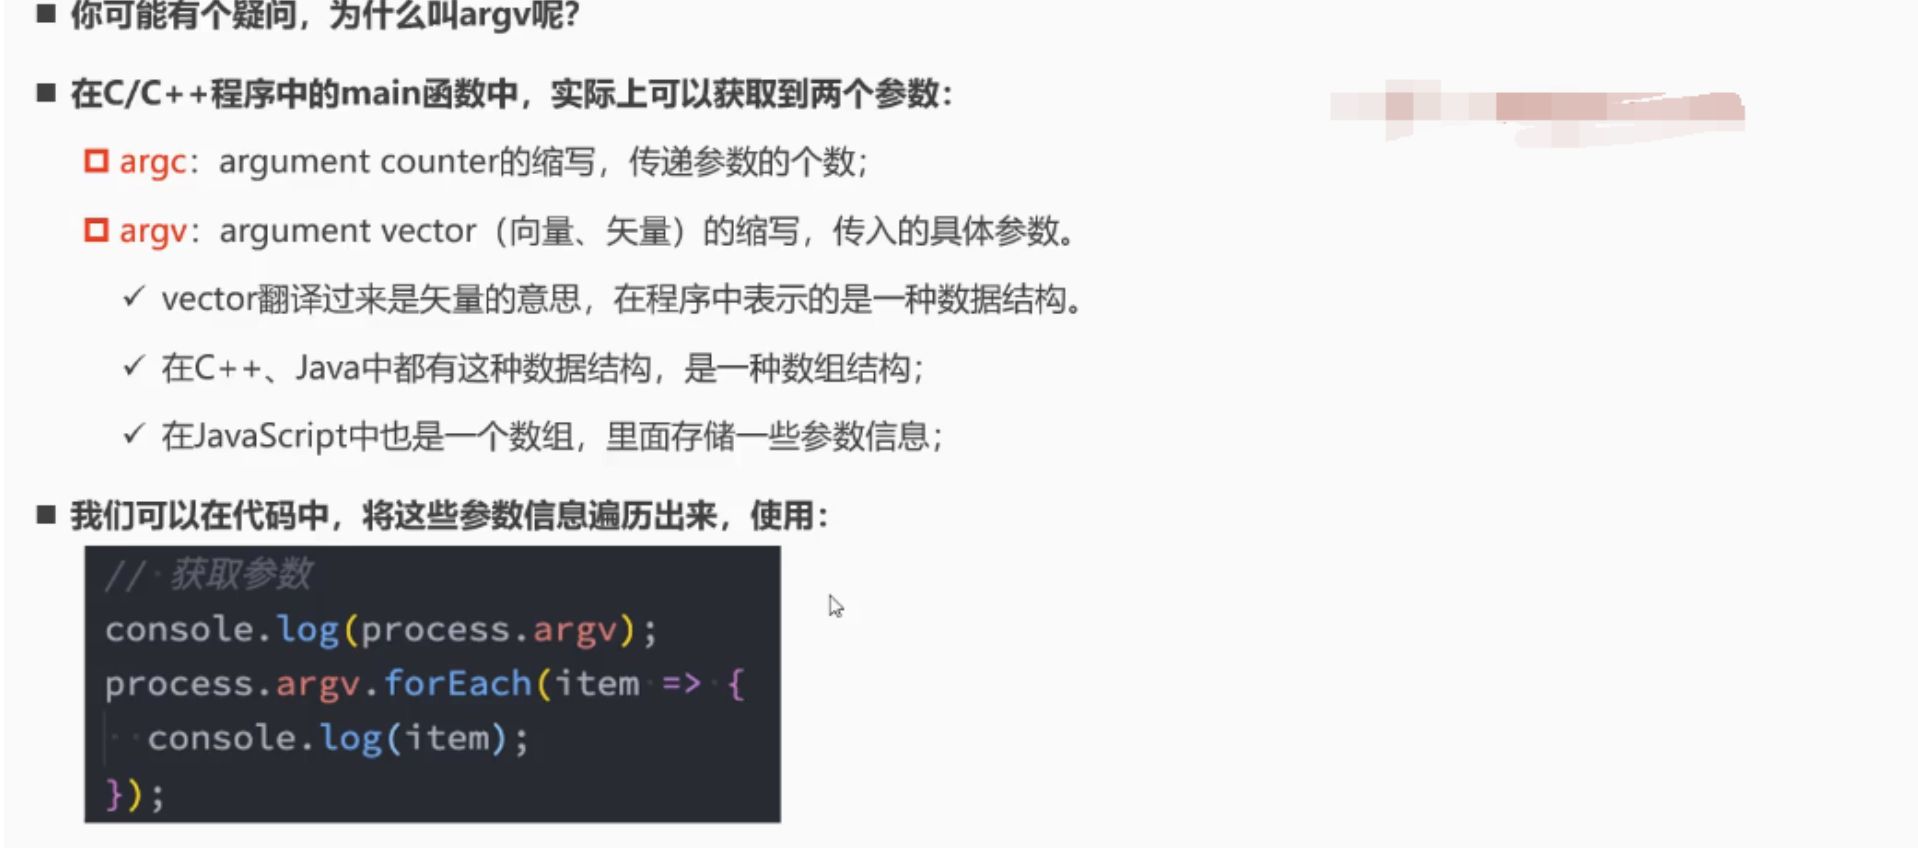 ■ 你可能有个疑问，为什么叫argv呢？
■ 在C/C++程序中的main函数中，实际上可以获取到两个参数：
argc：argument counter的缩写，传递参数的个数；
argv：argument vector（向量、矢量）的缩写，传入的具体参数。
✓ vector翻译过来是矢量的意思，在程序中表示的是一种数据结构。
✓ 在C++、Java中都有这种数据结构，是一种数组结构；
✓ 在JavaScript中也是一个数组，里面存储一些参数信息；
■ 我们可以在代码中，将这些参数信息遍历出来，使用：
// 获取参数
console.log(process.argv);
process.argv.forEach(item => {
  console.log(item);
});